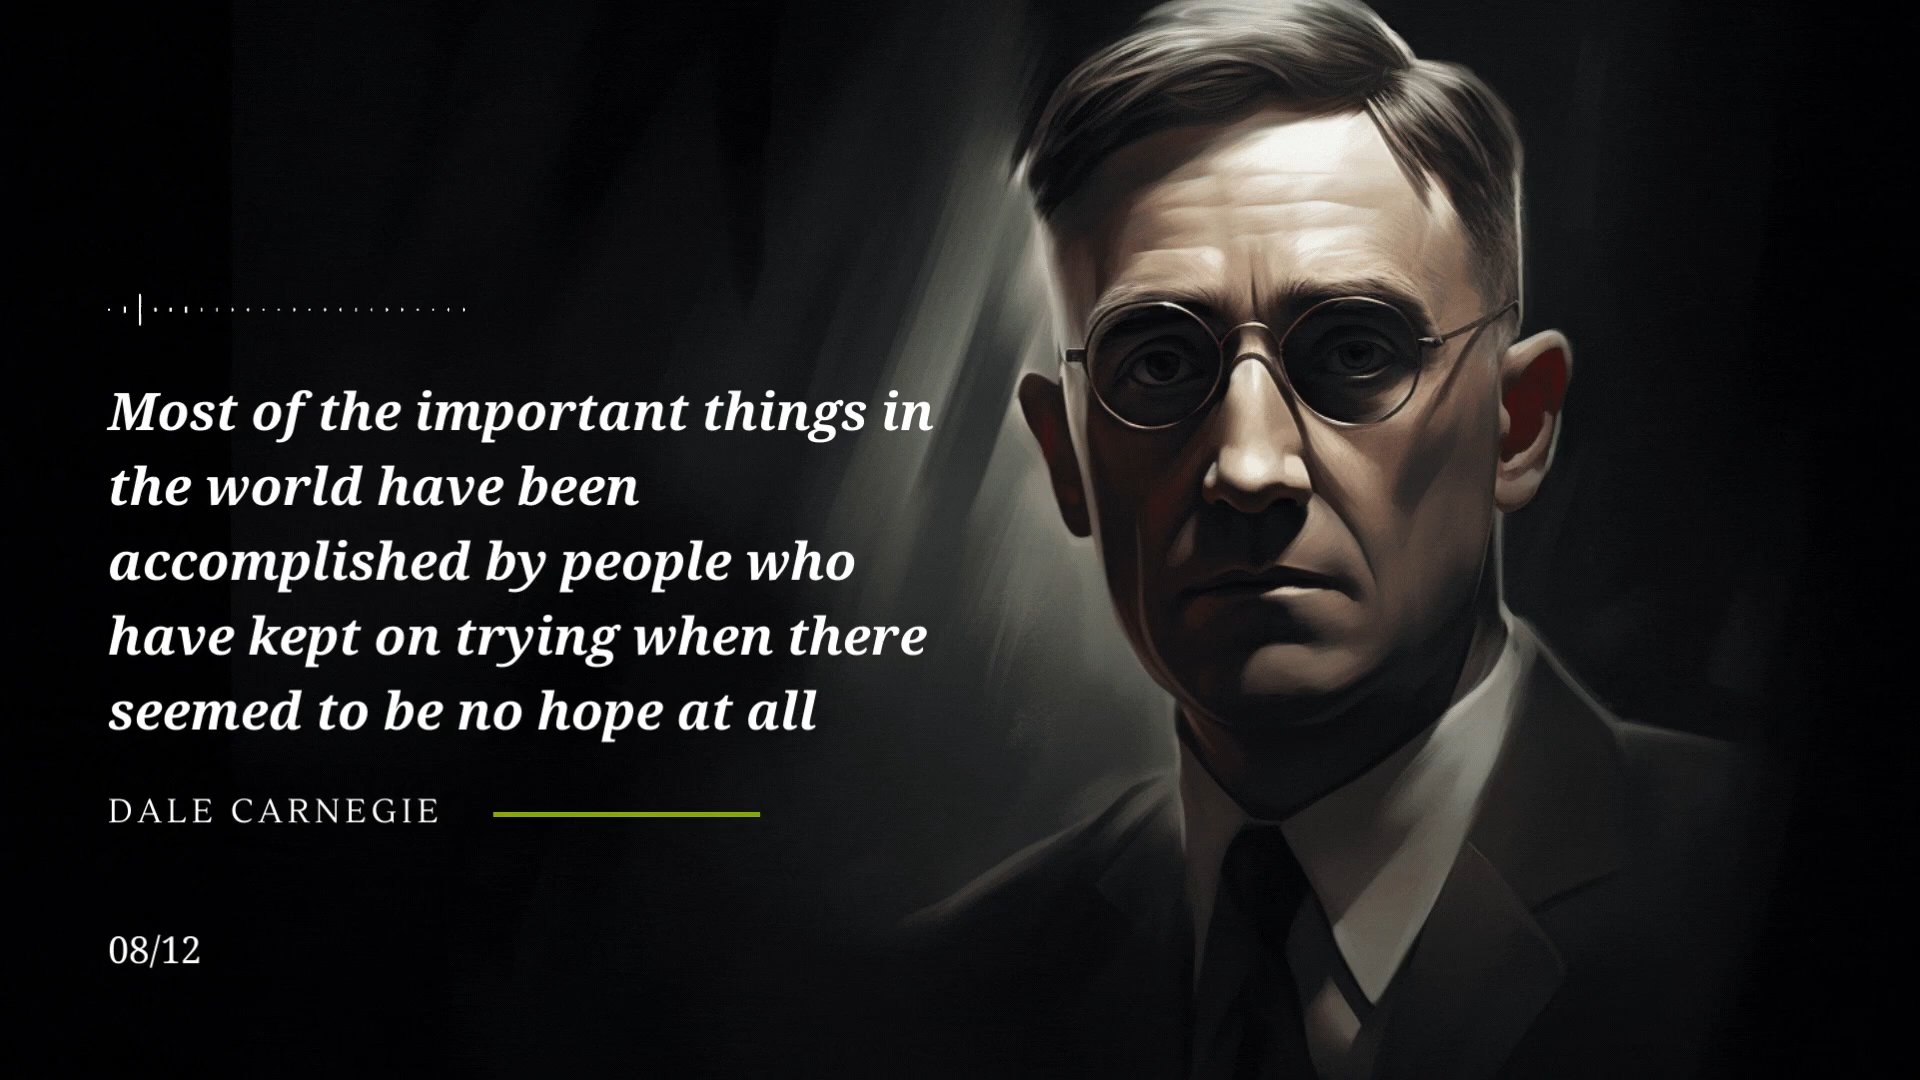 Most of the important things in
the world have been
accomplished by people who
have kept on trying when there
seemed to be no hope at all
DALE CARNEGIE
08/12